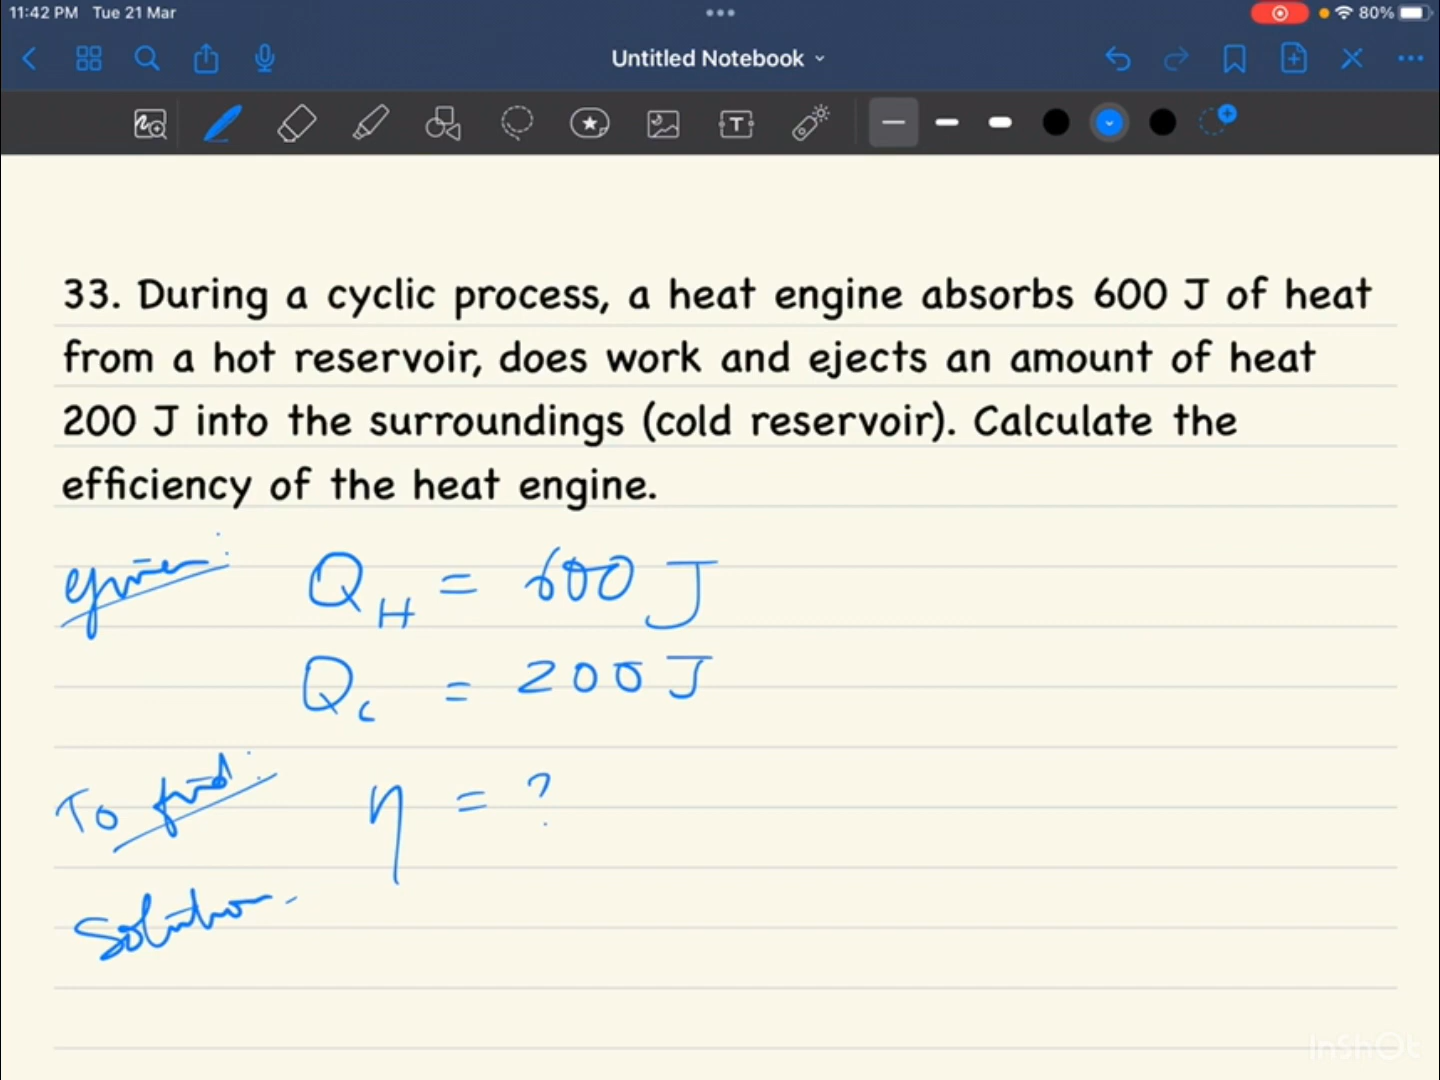 11:42 PM Tue 21 Mar
80%
Untitled Notebook
T
33. During a cyclic process, a heat engine absorbs 600 J of heat
from a hot reservoir, does work and ejects an amount of heat
200 J into the surroundings (cold reservoir). Calculate the
efficiency of the heat engine.
Given: Q_H = 600 J
Q_c = 200 J
To find: η = ?
Solution -
InShOt